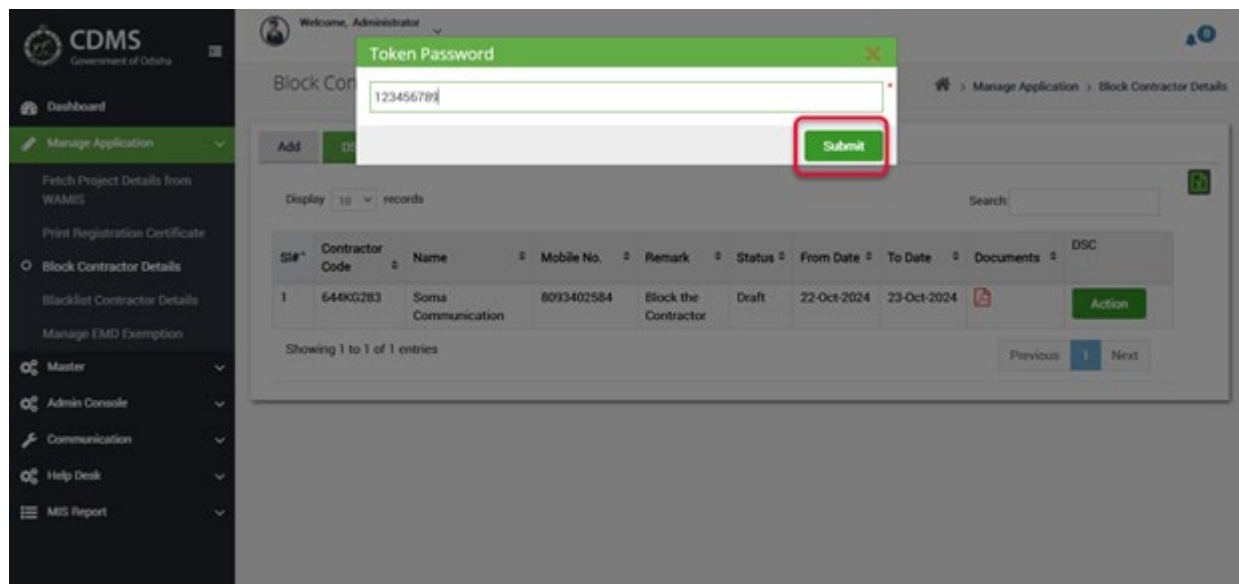 CDMS
Government of Odisha
Welcome, Administrator
0
Token Password
123456789
*
Submit
Block Con
> Manage Application > Block Contractor Details
Dashboard
Manage Application
Fetch Project Details from
WAMIS
Print Registration Certificate
Block Contractor Details
Blacklist Contractor Details
Manage EMD Exemption
Master
Admin Console
Communication
Help Desk
MIS Report
Add DS
Display 10 records
Search:
Sl# Contractor Code Name Mobile No. Remark Status From Date To Date Documents DSC
1 644KG283 Soma Communication 8093402584 Block the Contractor Draft 22-Oct-2024 23-Oct-2024 Action
Showing 1 to 1 of 1 entries
Previous 1 Next